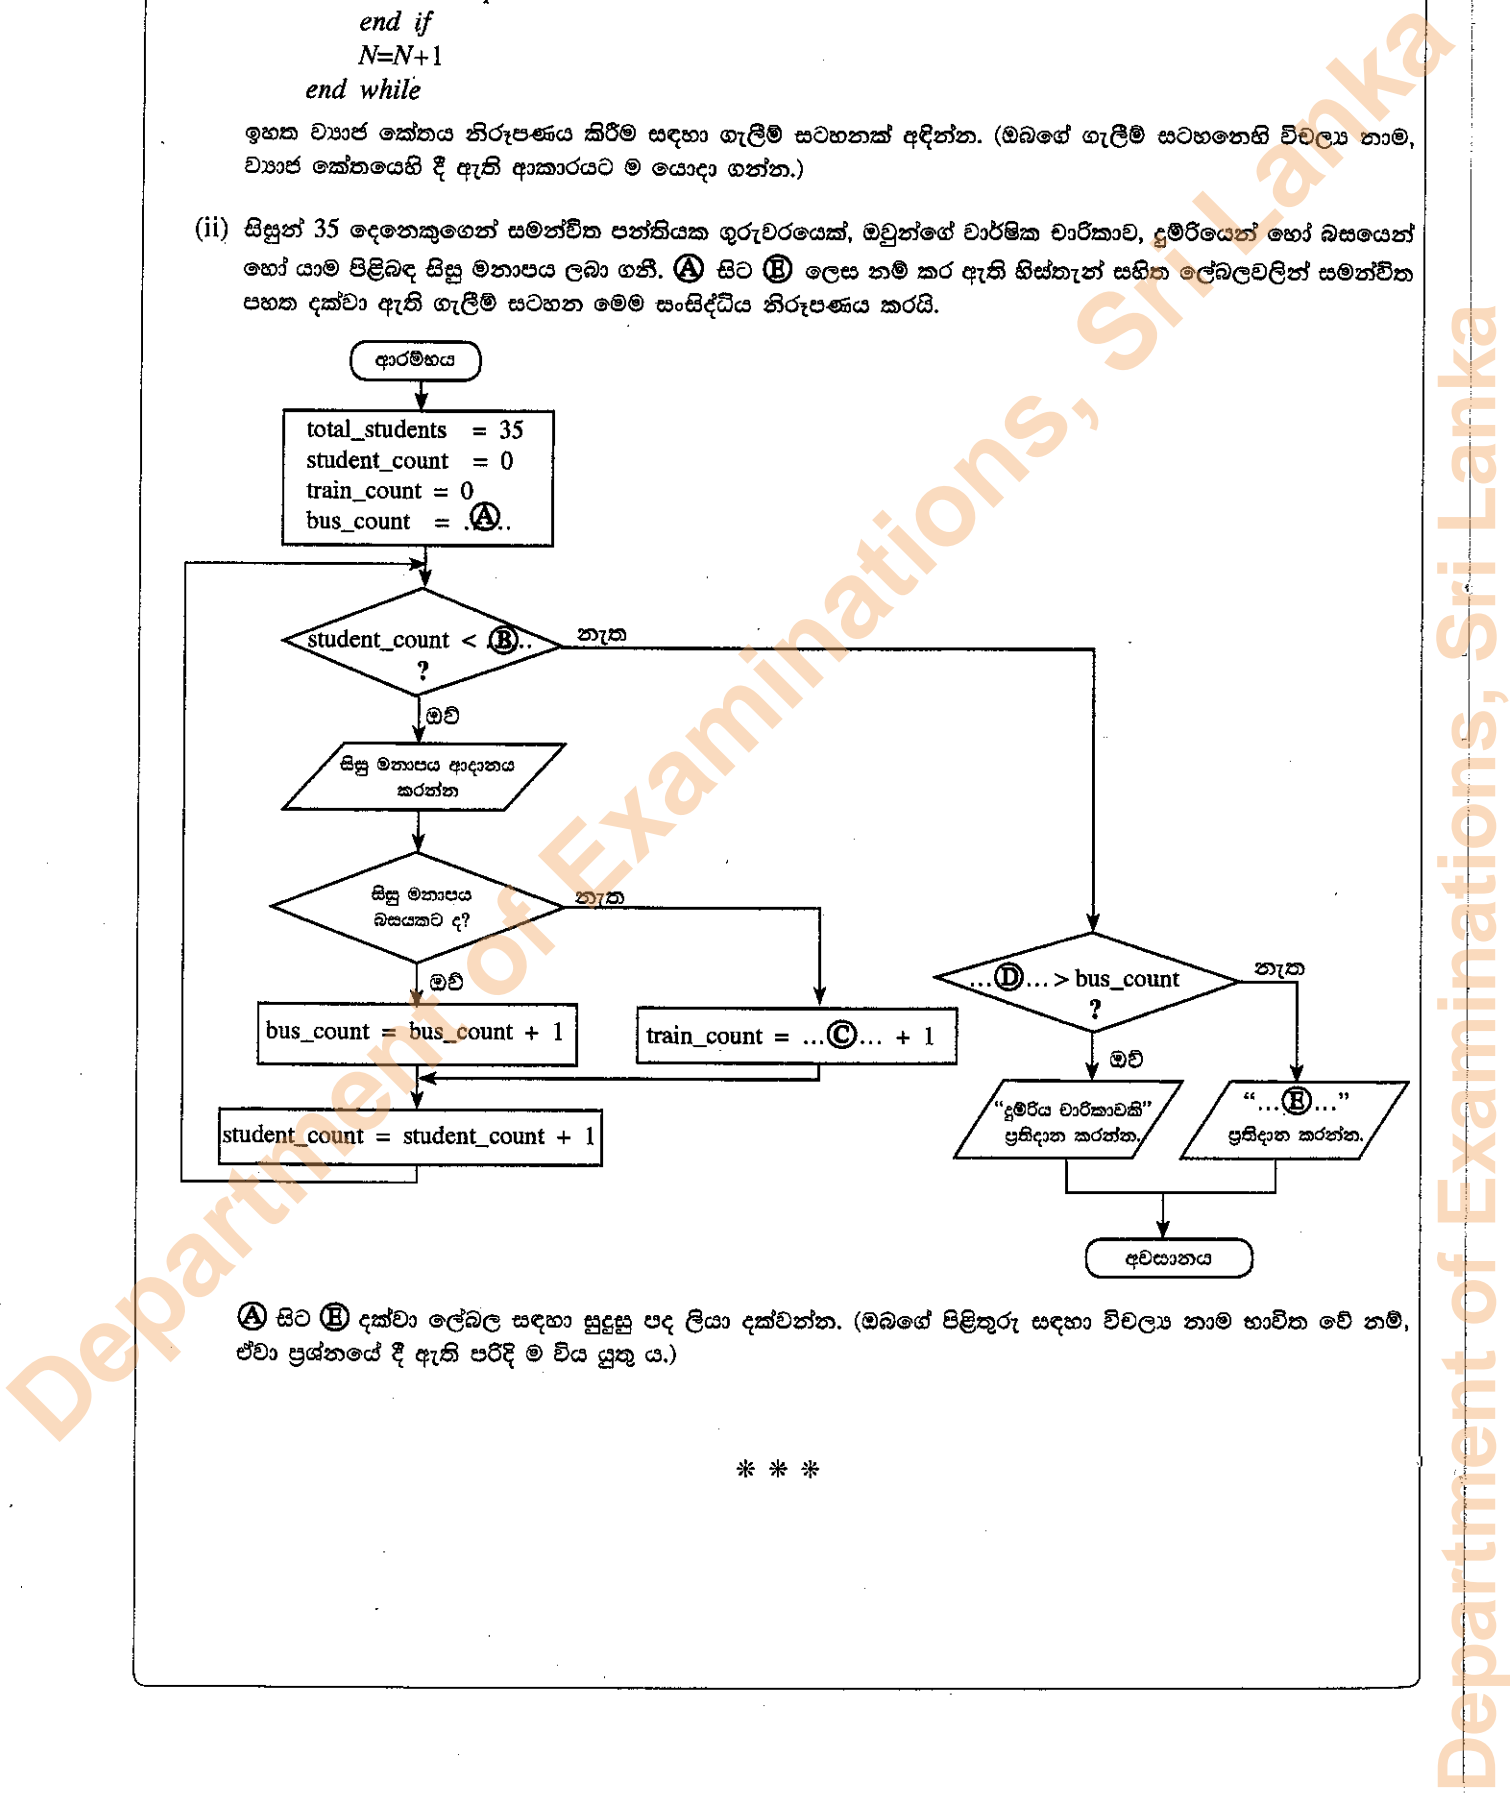 end if
N=N+1
end while
ඉහත ව්‍යාජ කේතය නිරූපණය කිරීම සඳහා ගැලීම් සටහනක් අඳින්න. (ඔබගේ ගැලීම් සටහනෙහි විචල්‍ය නාම,
ව්‍යාජ කේතයෙහි දී ඇති ආකාරයට ම යොදා ගන්න.)
(ii) සිසුන් 35 දෙනෙකුගෙන් සමන්විත පන්තියක ගුරුවරයෙක්, ඔවුන්ගේ වාර්ෂික චාරිකාව, දුම්රියෙන් හෝ බසයෙන්
හෝ යාම පිළිබඳ සිසු මනාපය ලබා ගනී. Ⓐ සිට Ⓔ ලෙස නම් කර ඇති හිස්තැන් සහිත ලේබලවලින් සමන්විත
පහත දක්වා ඇති ගැලීම් සටහන මෙම සංසිද්ධිය නිරූපණය කරයි.
ආරම්භය
total_students = 35
student_count = 0
train_count = 0
bus_count = ..Ⓐ..
student_count < ..Ⓑ..
?
නැත
ඔව්
සිසු මනාපය ආදානය
කරන්න
සිසු මනාපය
බසයකට ද?
නැත
ඔව්
bus_count = bus_count + 1
train_count = ...Ⓒ... + 1
student_count = student_count + 1
...Ⓓ... > bus_count
?
නැත
ඔව්
“දුම්රිය චාරිකාවකි”
ප්‍රතිදාන කරන්න.
“...Ⓔ...”
ප්‍රතිදාන කරන්න.
අවසානය
Ⓐ සිට Ⓔ දක්වා ලේබල සඳහා සුදුසු පද ලියා දක්වන්න. (ඔබගේ පිළිතුරු සඳහා විචල්‍ය නාම භාවිත වේ නම්,
ඒවා ප්‍රශ්නයේ දී ඇති පරිදි ම විය යුතු ය.)
* * *
Department of Examinations, Sri Lanka
Department of Examinations, Sri Lanka